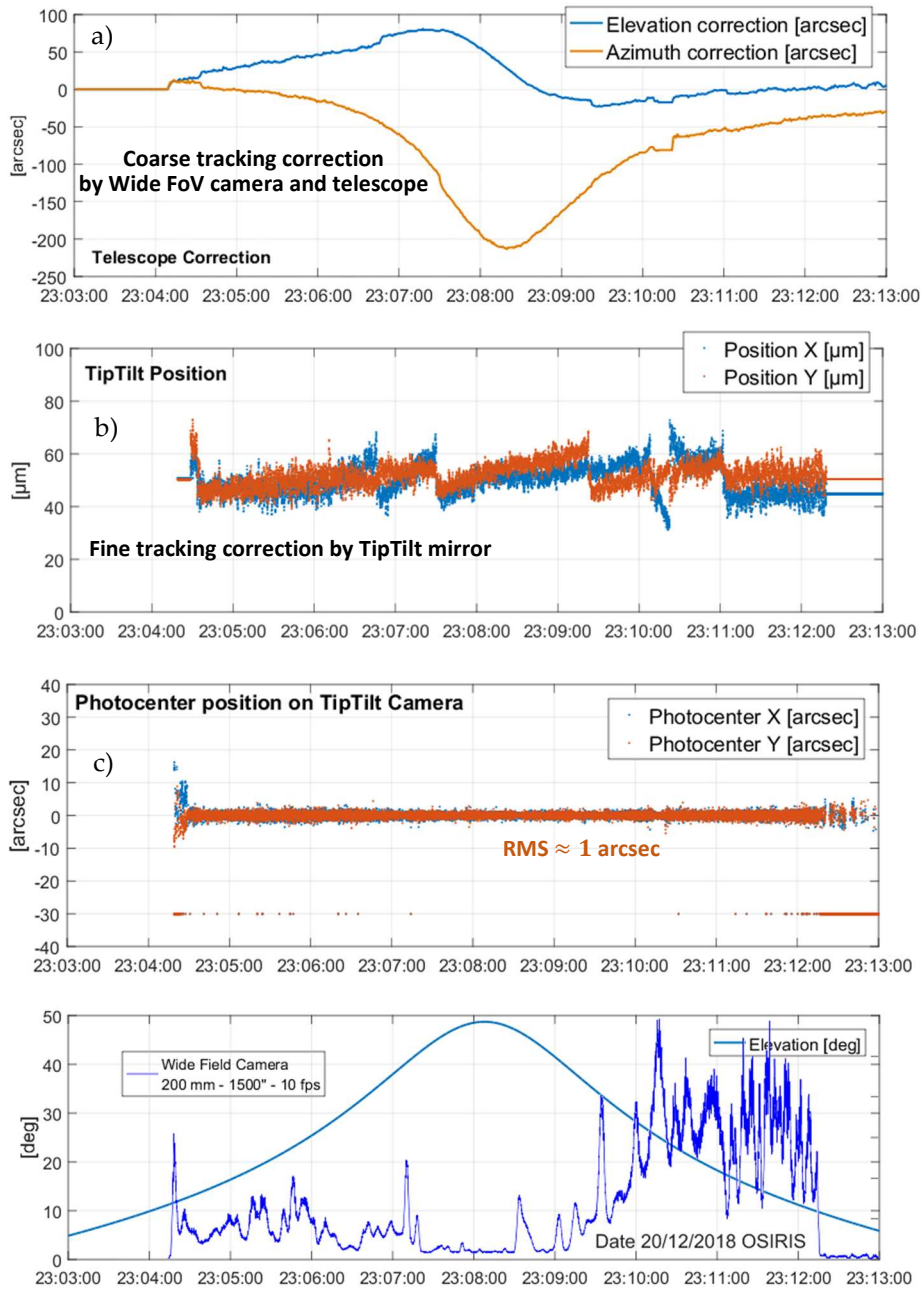 a)
Elevation correction [arcsec]
Azimuth correction [arcsec]
100
50
0
-50
-100
-150
-200
-250
[arcsec]
Coarse tracking correction
by Wide FoV camera and telescope
Telescope Correction
23:03:00 23:04:00 23:05:00 23:06:00 23:07:00 23:08:00 23:09:00 23:10:00 23:11:00 23:12:00 23:13:00
TipTilt Position
Position X [µm]
Position Y [µm]
b)
100
80
60
40
20
0
[µm]
Fine tracking correction by TipTilt mirror
23:03:00 23:04:00 23:05:00 23:06:00 23:07:00 23:08:00 23:09:00 23:10:00 23:11:00 23:12:00 23:13:00
Photocenter position on TipTilt Camera
Photocenter X [arcsec]
Photocenter Y [arcsec]
c)
40
30
20
10
0
-10
-20
-30
-40
[arcsec]
RMS ≈ 1 arcsec
23:03:00 23:04:00 23:05:00 23:06:00 23:07:00 23:08:00 23:09:00 23:10:00 23:11:00 23:12:00 23:13:00
50
40
30
20
10
0
[deg]
Wide Field Camera
200 mm - 1500" - 10 fps
Elevation [deg]
Date 20/12/2018 OSIRIS
23:03:00 23:04:00 23:05:00 23:06:00 23:07:00 23:08:00 23:09:00 23:10:00 23:11:00 23:12:00 23:13:00